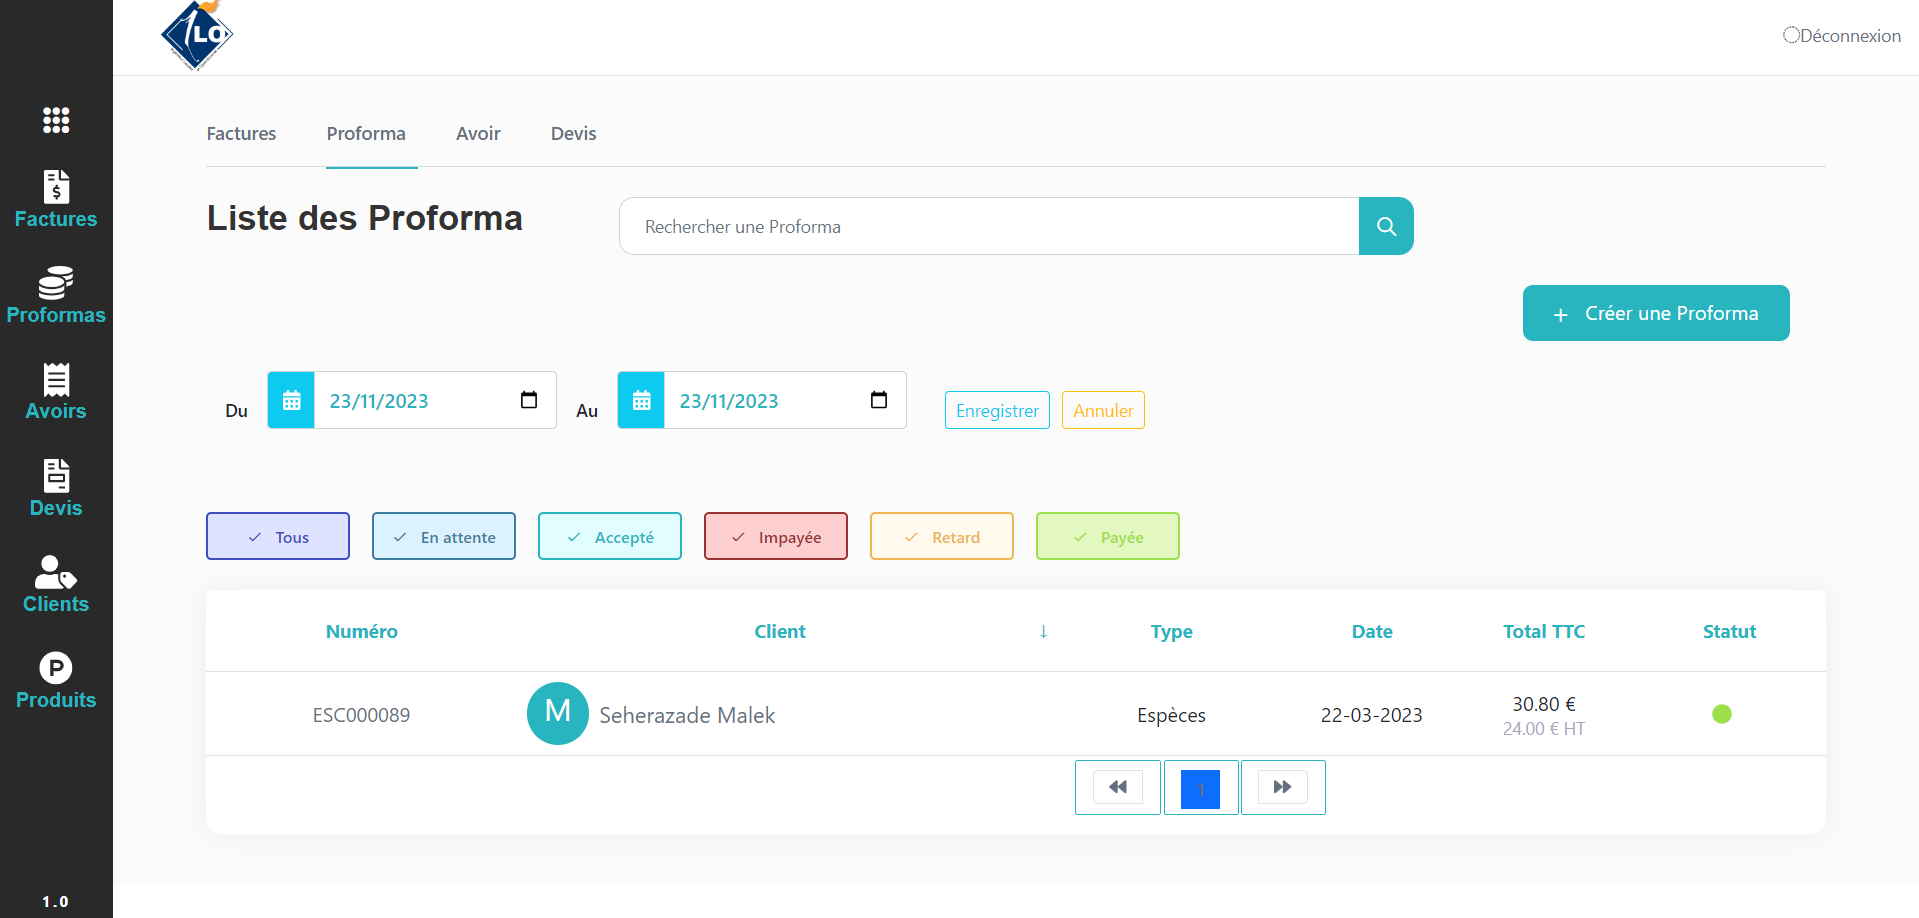 LO
Déconnexion
Factures
Proformas
Avoirs
Devis
Clients
Produits
1.0
Factures Proforma Avoir Devis
Liste des Proforma
Rechercher une Proforma
+ Créer une Proforma
Du 23/11/2023 Au 23/11/2023 Enregistrer Annuler
Tous En attente Accepté Impayée Retard Payée
Numéro Client ↓ Type Date Total TTC Statut
ESC000089 M Seherazade Malek Espèces 22-03-2023 30.80 €
24.00 € HT
1